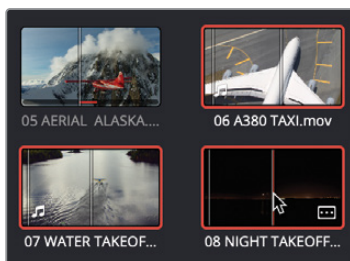 05 AERIAL ALASKA....
06 A380 TAXI.mov
07 WATER TAKEOF...
08 NIGHT TAKEOFF...